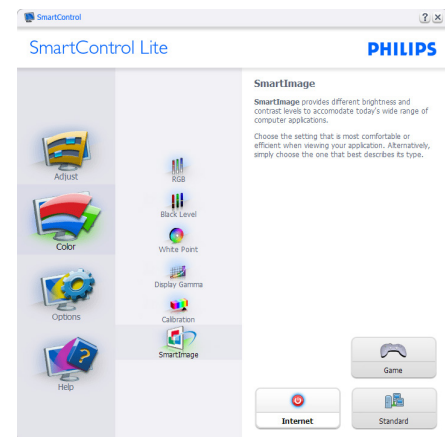 SmartControl
SmartControl Lite
PHILIPS
Adjust
Color
Options
Help
RGB
Black Level
White Point
Display Gamma
Calibration
SmartImage
SmartImage
SmartImage provides different brightness and
contrast levels to accomodate today's wide range of
computer applications.
Choose the setting that is most comfortable or
efficient when viewing your application. Alternatively,
simply choose the one that best describes its type.
Game
Internet
Standard